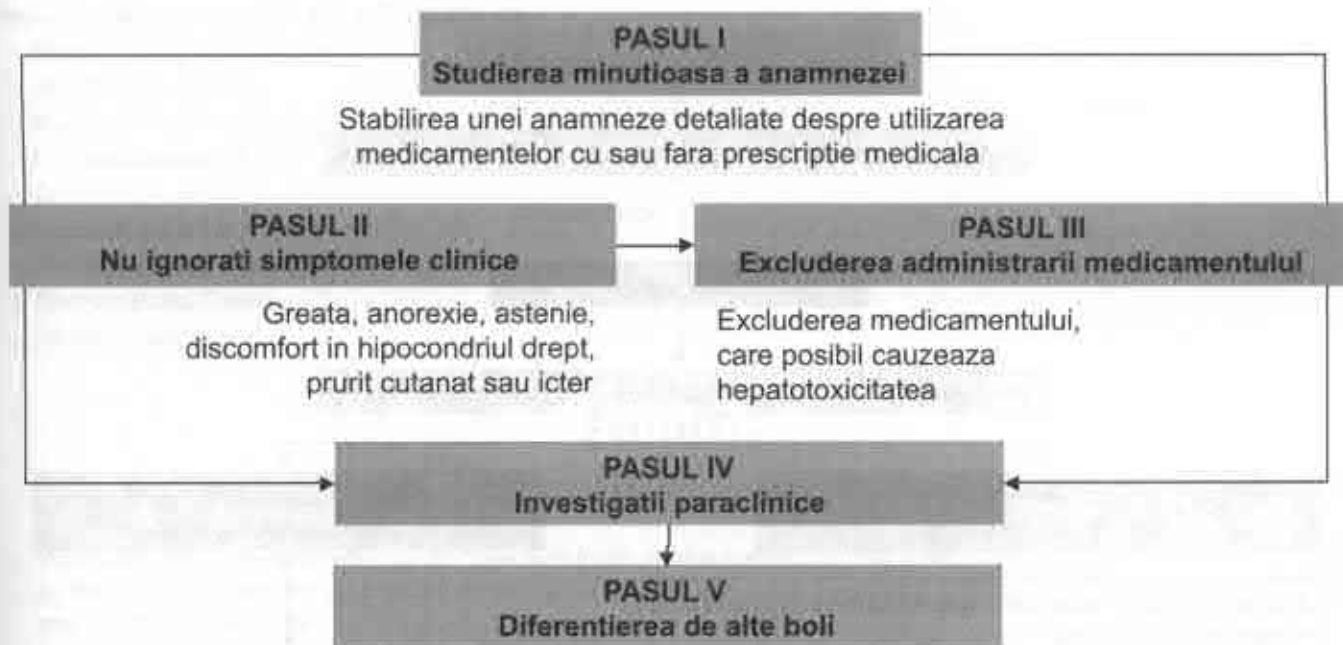 PASUL I
Studierea minutioasa a anamnezei
Stabilirea unei anamneze detaliate despre utilizarea
medicamentelor cu sau fara prescriptie medicala
PASUL II
Nu ignorati simptomele clinice
Greata, anorexie, astenie,
discomfort in hipocondriul drept,
prurit cutanat sau icter
PASUL III
Excluderea administrarii medicamentului
Excluderea medicamentului,
care posibil cauzeaza
hepatotoxicitatea
PASUL IV
Investigatii paraclinice
PASUL V
Diferentierea de alte boli